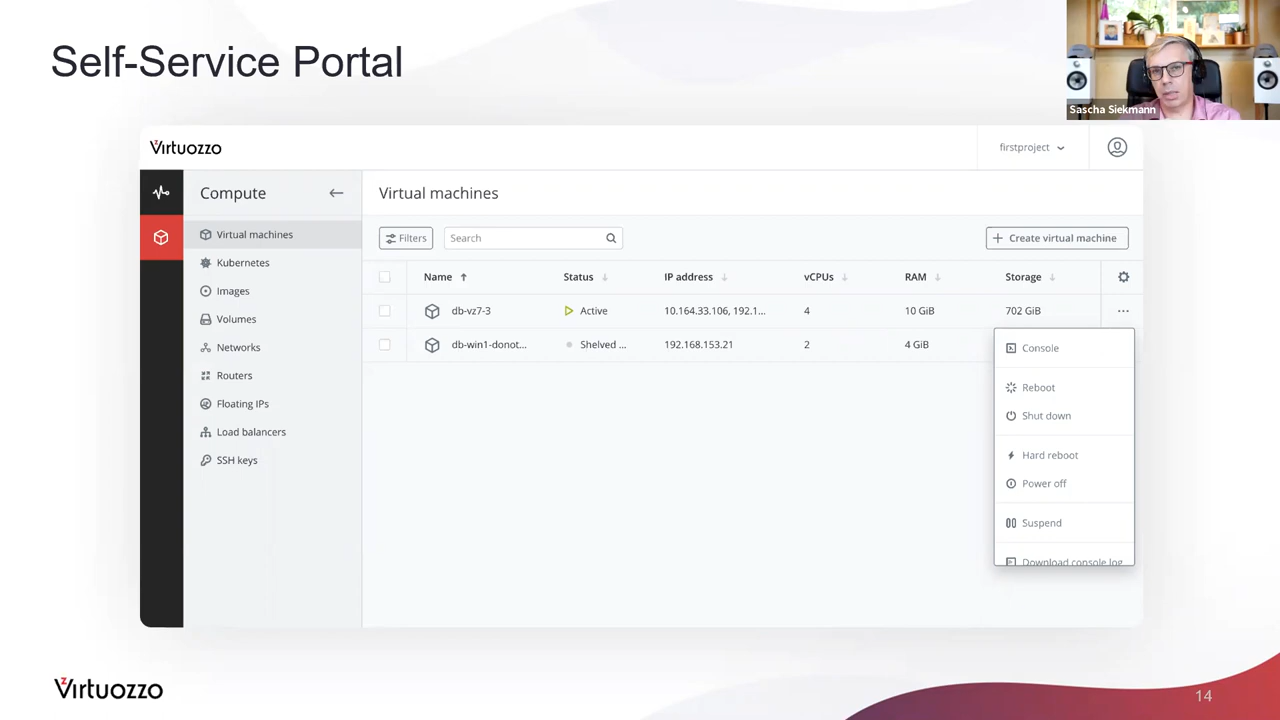 Self-Service Portal
Sascha Siekmann
Virtuozzo
firstproject
Compute
Virtual machines
Kubernetes
Images
Volumes
Networks
Routers
Floating IPs
Load balancers
SSH keys
Virtual machines
Filters
Search
Create virtual machine
Name Status IP address vCPUs RAM Storage
db-vz7-3 Active 10.164.33.106, 192.1... 4 10 GiB 702 GiB
db-win1-donot... Shelved ... 192.168.153.21 2 4 GiB
Console
Reboot
Shut down
Hard reboot
Power off
Suspend
Download console log
Virtuozzo
14